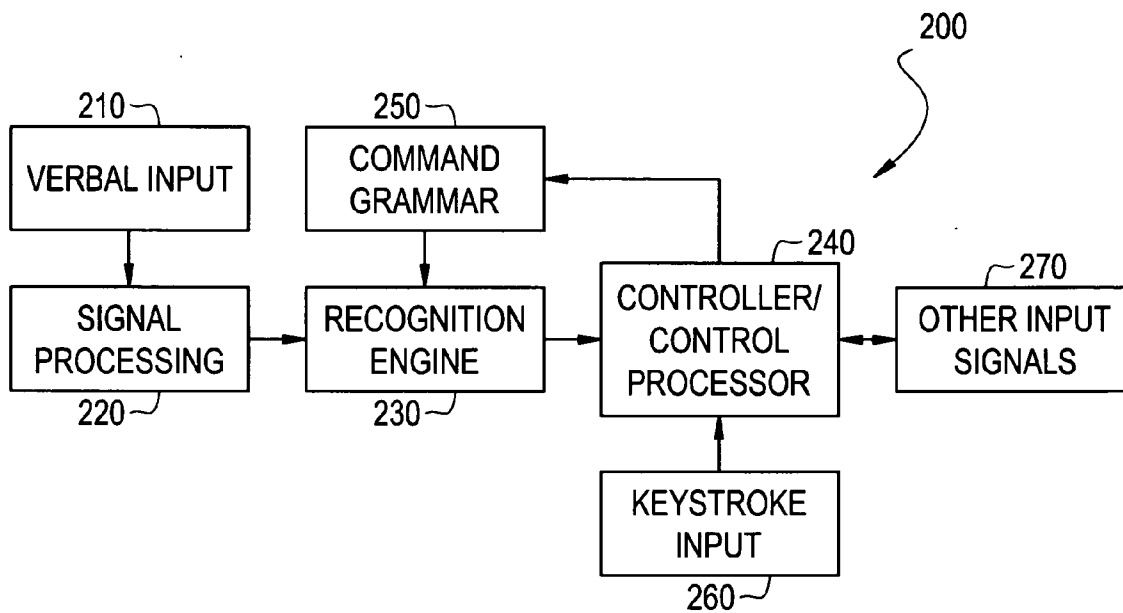 200
210
VERBAL INPUT
250
COMMAND
GRAMMAR
SIGNAL
PROCESSING
220
RECOGNITION
ENGINE
230
240
CONTROLLER/
CONTROL
PROCESSOR
270
OTHER INPUT
SIGNALS
KEYSTROKE
INPUT
260